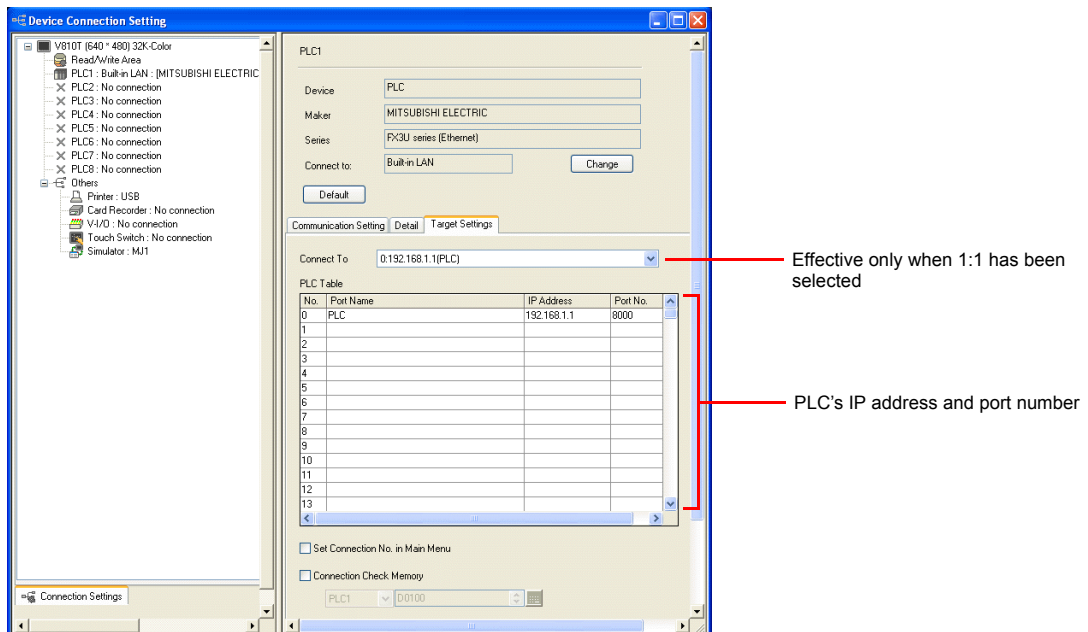 Device Connection Setting
V810T (640 * 480) 32K-Color
Read/Write Area
PLC1 : Built-in LAN : [MITSUBISHI ELECTRIC
PLC2 : No connection
PLC3 : No connection
PLC4 : No connection
PLC5 : No connection
PLC6 : No connection
PLC7 : No connection
PLC8 : No connection
Others
Printer : USB
Card Recorder : No connection
V-I/O : No connection
Touch Switch : No connection
Simulator : MJ1
Connection Settings
PLC1
Device PLC
Maker MITSUBISHI ELECTRIC
Series FX3U series (Ethernet)
Connect to: Built-in LAN Change
Default
Communication Setting Detail Target Settings
Connect To 0:192.168.1.1(PLC)
PLC Table
No. Port Name IP Address Port No.
0 PLC 192.168.1.1 8000
1
2
3
4
5
6
7
8
9
10
11
12
13
Set Connection No. in Main Menu
Connection Check Memory
PLC1 D0100
Effective only when 1:1 has been
selected
PLC's IP address and port number